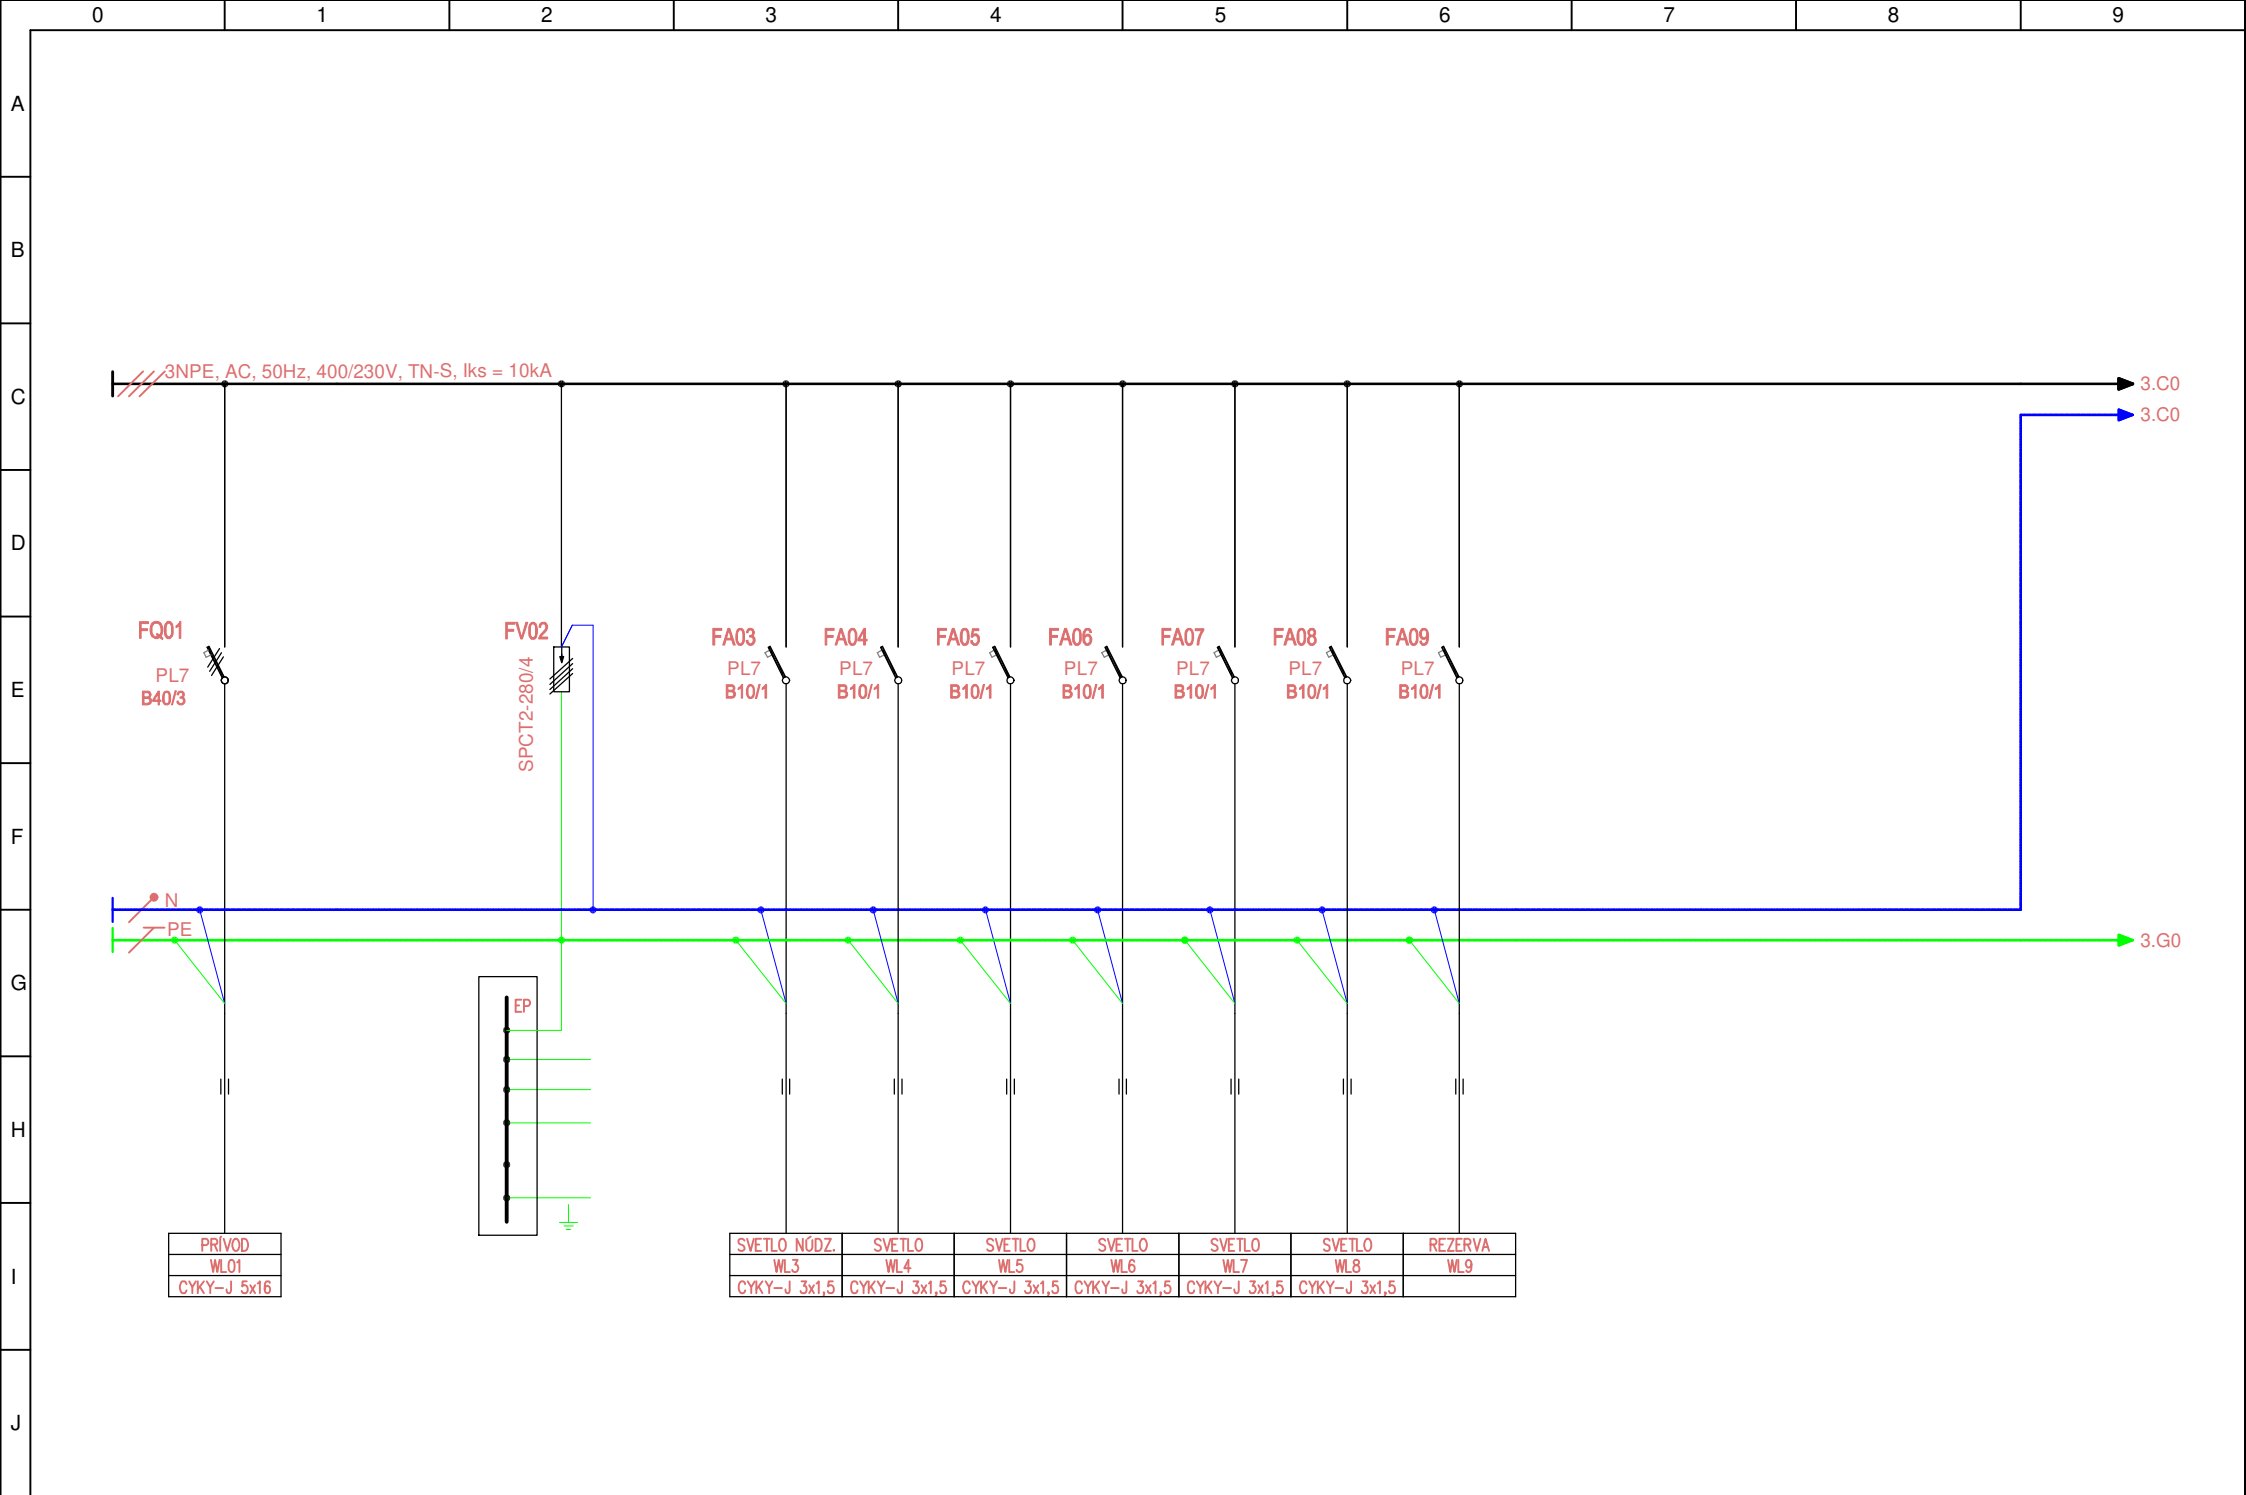 0 1 2 3 4 5 6 7 8 9
A
B
C
D
E
F
G
H
I
J
3NPE, AC, 50Hz, 400/230V, TN-S, Iks = 10kA
3.C0
3.C0
FQ01
PL7
B40/3
FV02
SPCT2-280/4
FA03
PL7
B10/1
FA04
PL7
B10/1
FA05
PL7
B10/1
FA06
PL7
B10/1
FA07
PL7
B10/1
FA08
PL7
B10/1
FA09
PL7
B10/1
N
PE
3.G0
EP
PRÍVOD
WL01
CYKY-J 5x16
SVETLO NÚDZ. SVETLO SVETLO SVETLO SVETLO SVETLO REZERVA
WL3 WL4 WL5 WL6 WL7 WL8 WL9
CYKY-J 3x1,5 CYKY-J 3x1,5 CYKY-J 3x1,5 CYKY-J 3x1,5 CYKY-J 3x1,5 CYKY-J 3x1,5